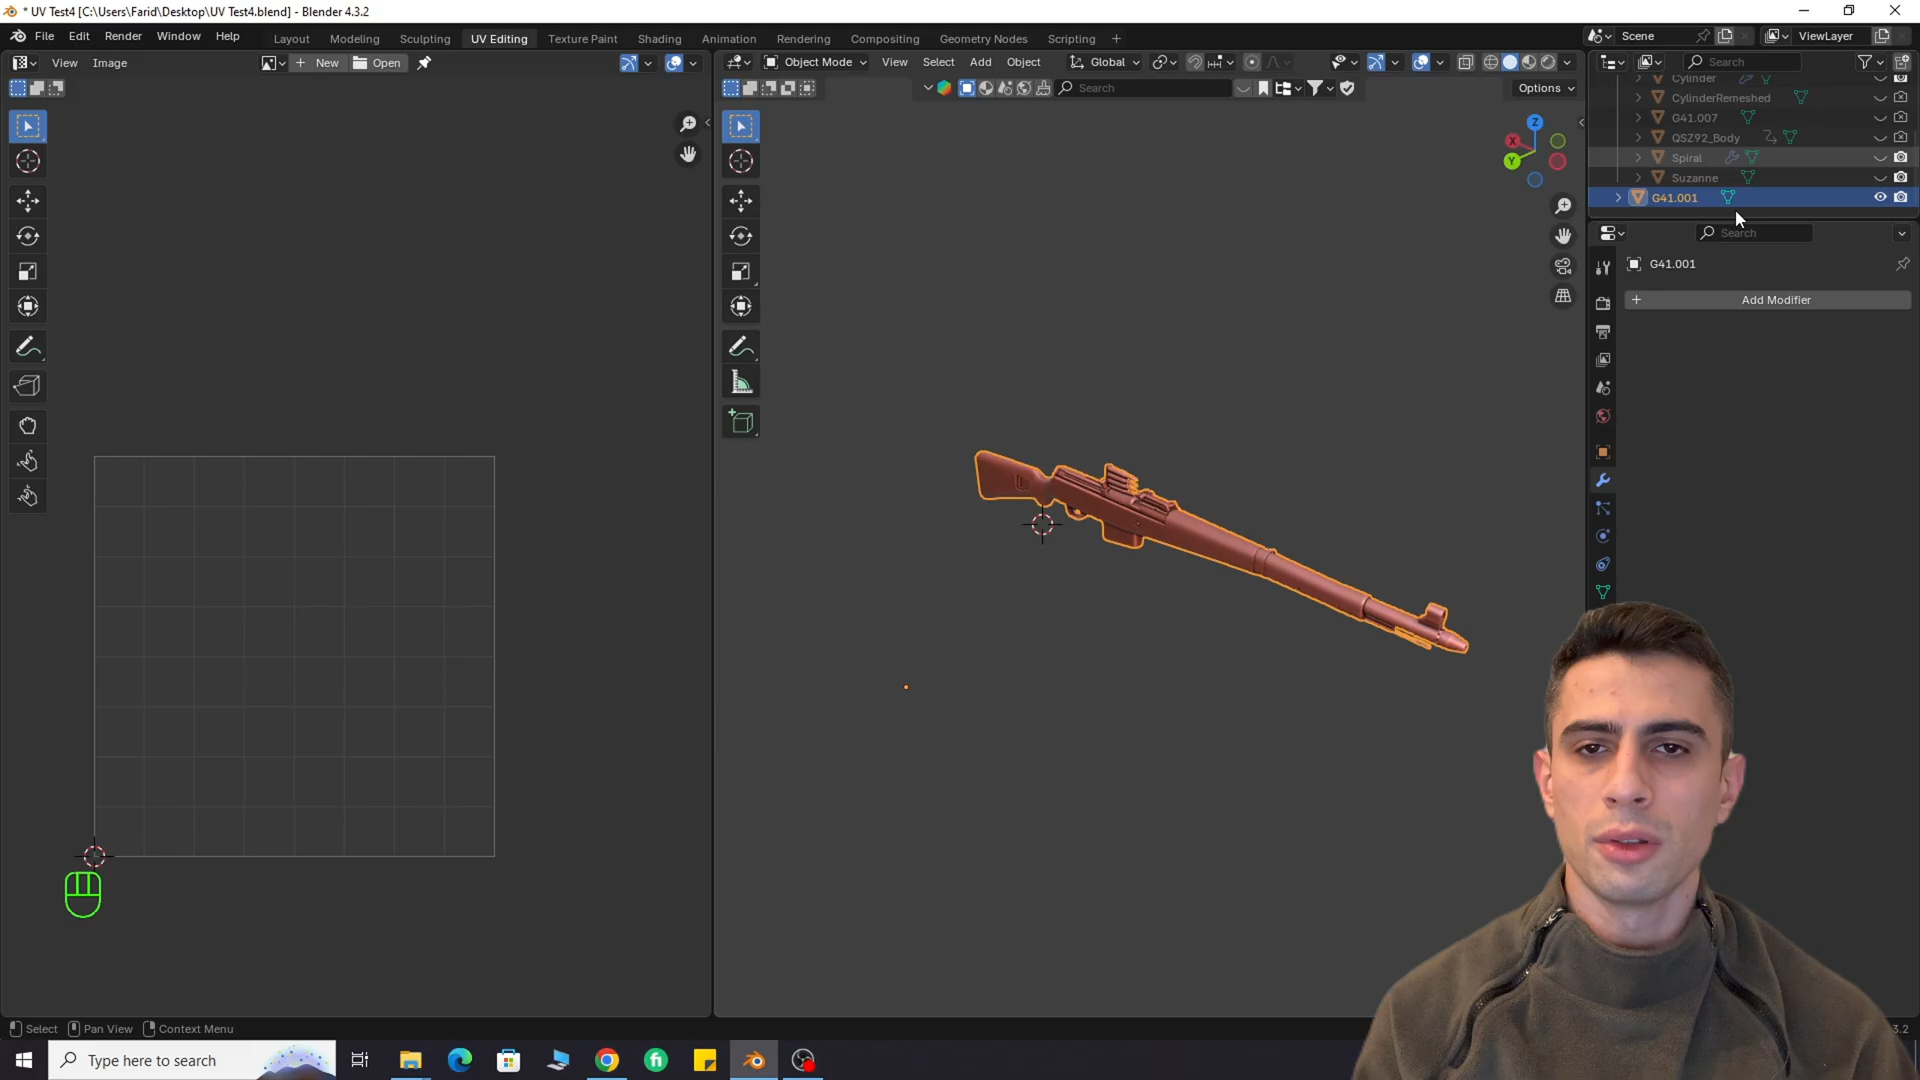 * UV Test4 [C:\Users\Farid\Desktop\UV Test4.blend] - Blender 4.3.2
File Edit Render Window Help
Layout Modeling Sculpting UV Editing Texture Paint Shading Animation Rendering Compositing Geometry Nodes Scripting +
Scene ViewLayer
View Image + New Open
Object Mode View Select Add Object Global
Search
Search
Options
Cylinder
CylinderRemeshed
G41.007
QSZ92_Body
Spiral
Suzanne
G41.001
Search
G41.001
+ Add Modifier
Z
X
Y
Select Pan View Context Menu
3.2
Type here to search
fi